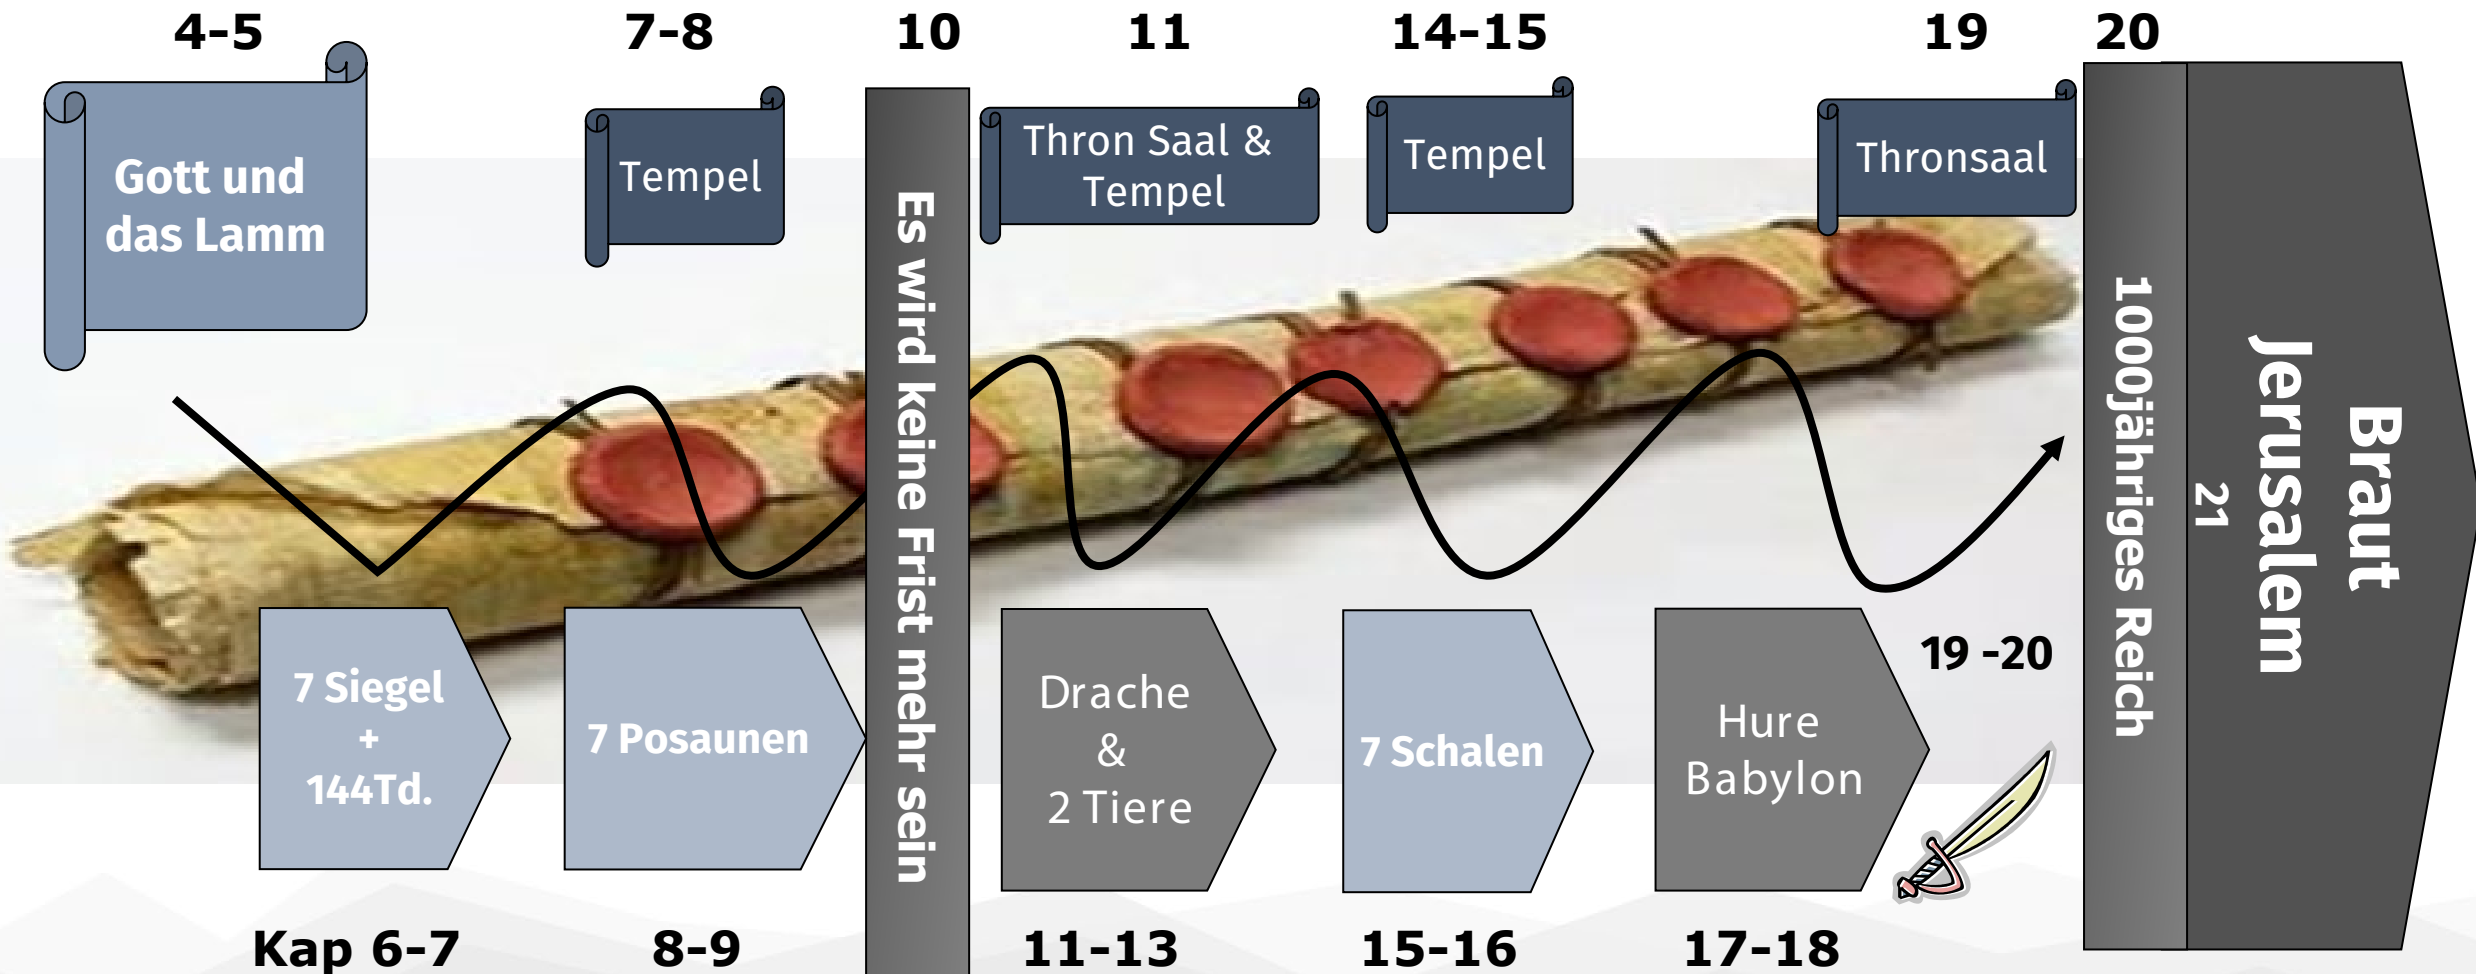 4-5
7-8
10
11
14-15
19
20
Gott und
das Lamm
Tempel
Thron Saal &
Tempel
Tempel
Thronsaal
Es wird keine Frist mehr sein
1000jähriges Reich
21
Jerusalem
Braut
7 Siegel
+
144Td.
7 Posaunen
Drache
&
2 Tiere
7 Schalen
Hure
Babylon
19 -20
Kap 6-7
8-9
11-13
15-16
17-18